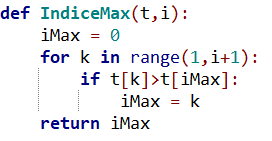 def IndiceMax(t,i):
    iMax = 0
    for k in range(1,i+1):
        if t[k]>t[iMax]:
            iMax = k
    return iMax